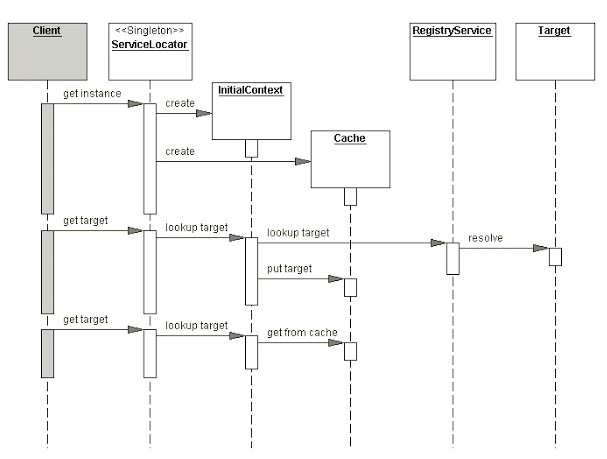 Client
<<Singleton>>
ServiceLocator
RegistryService
Target
get instance
create
InitialContext
create
Cache
get target
lookup target
lookup target
resolve
put target
get target
lookup target
get from cache